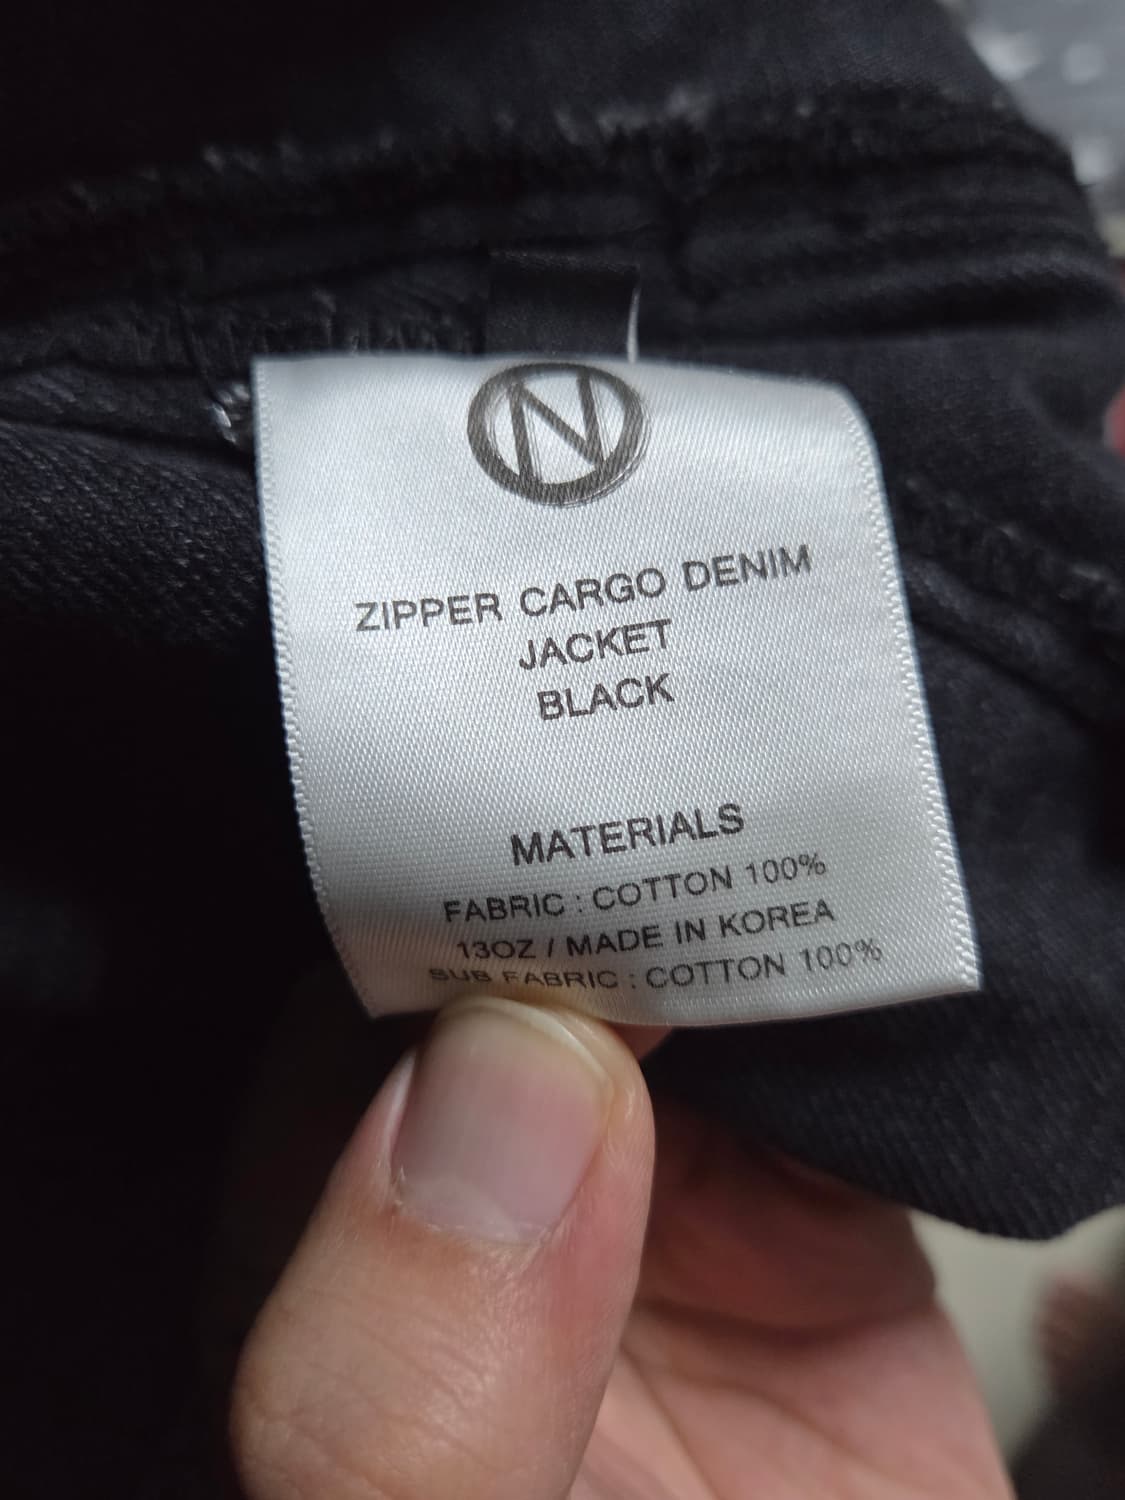 N
ZIPPER CARGO DENIM
JACKET
BLACK
MATERIALS
FABRIC : COTTON 100%
13OZ / MADE IN KOREA
SUB FABRIC : COTTON 100%